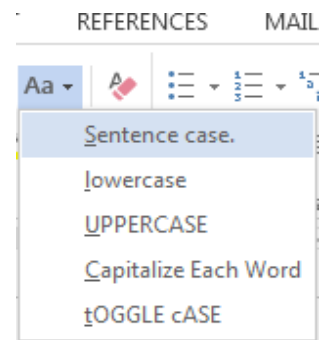 REFERENCES MAIL
Aa
Sentence case.
lowercase
UPPERCASE
Capitalize Each Word
tOGGLE cASE